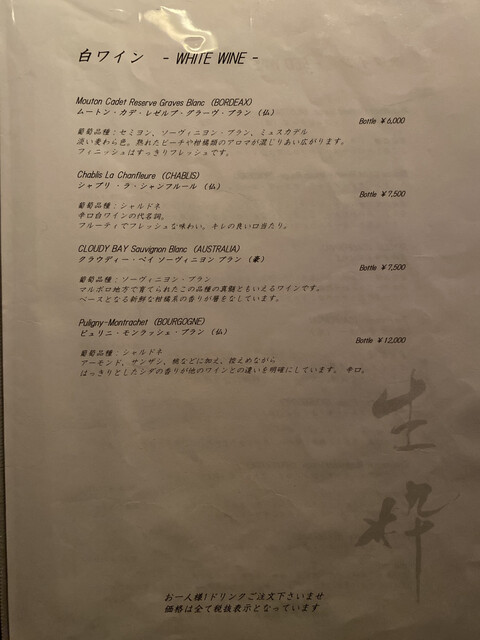 白ワイン - WHITE WINE -
Mouton Cadet Reserve Graves Blanc (BORDEAX)
ムートン・カデ・レゼルブ・グラーヴ・ブラン (仏)
Bottle ¥6,000
葡萄品種：セミヨン、ソーヴィニヨン・ブラン、ミュスカデル
淡い麦わら色。熟れたピーチや柑橘類のアロマが混じりあい広がります。
フィニッシュはすっきりフレッシュです。
Chablis La Chanfleure (CHABLIS)
シャブリ ・ラ・シャンフルール (仏)
Bottle ¥7,500
葡萄品種：シャルドネ
辛口白ワインの代名詞。
フルーティでフレッシュな味わい。キレの良い口当たり。
CLOUDY BAY Sauvignon Blanc (AUSTRALIA)
クラウディー・ベイ ソーヴィニヨン ブラン (豪)
Bottle ¥7,500
葡萄品種：ソーヴィニヨン・ブラン
マルボロ地方で育てられたこの品種の真髄ともいえるワインです。
ベースとなる新鮮な柑橘系の香りが層をなしています。
Puligny-Montrachet (BOURGOGNE)
ピュリニ・モンラッシェ・ブラン (仏)
Bottle ¥12,000
葡萄品種：シャルドネ
アーモンド、サンザシ、桃などに加え、控えめながら
はっきりとしたシダの香りが他のワインとの違いを明確にしています。 辛口。
生
粋
お一人様1ドリンクご注文下さいませ
価格は全て税抜表示となっています